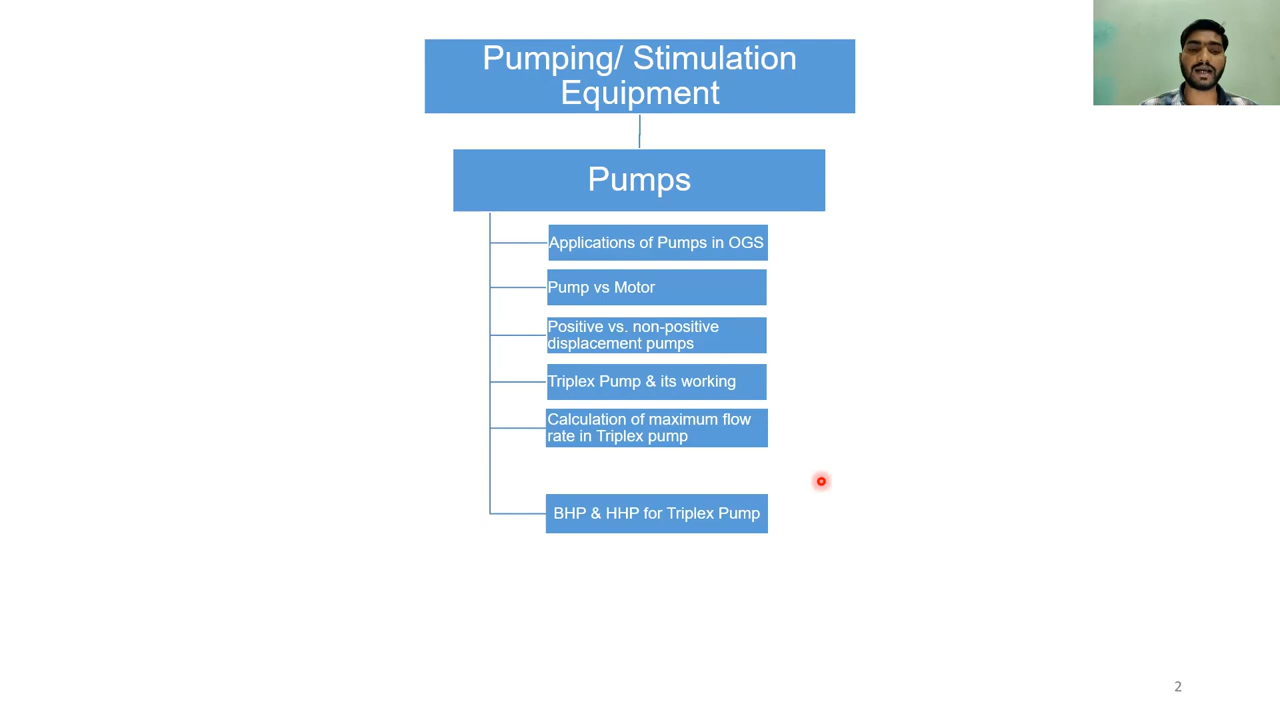 Pumping/ Stimulation
Equipment
Pumps
Applications of Pumps in OGS
Pump vs Motor
Positive vs. non-positive
displacement pumps
Triplex Pump & its working
Calculation of maximum flow
rate in Triplex pump
BHP & HHP for Triplex Pump
2